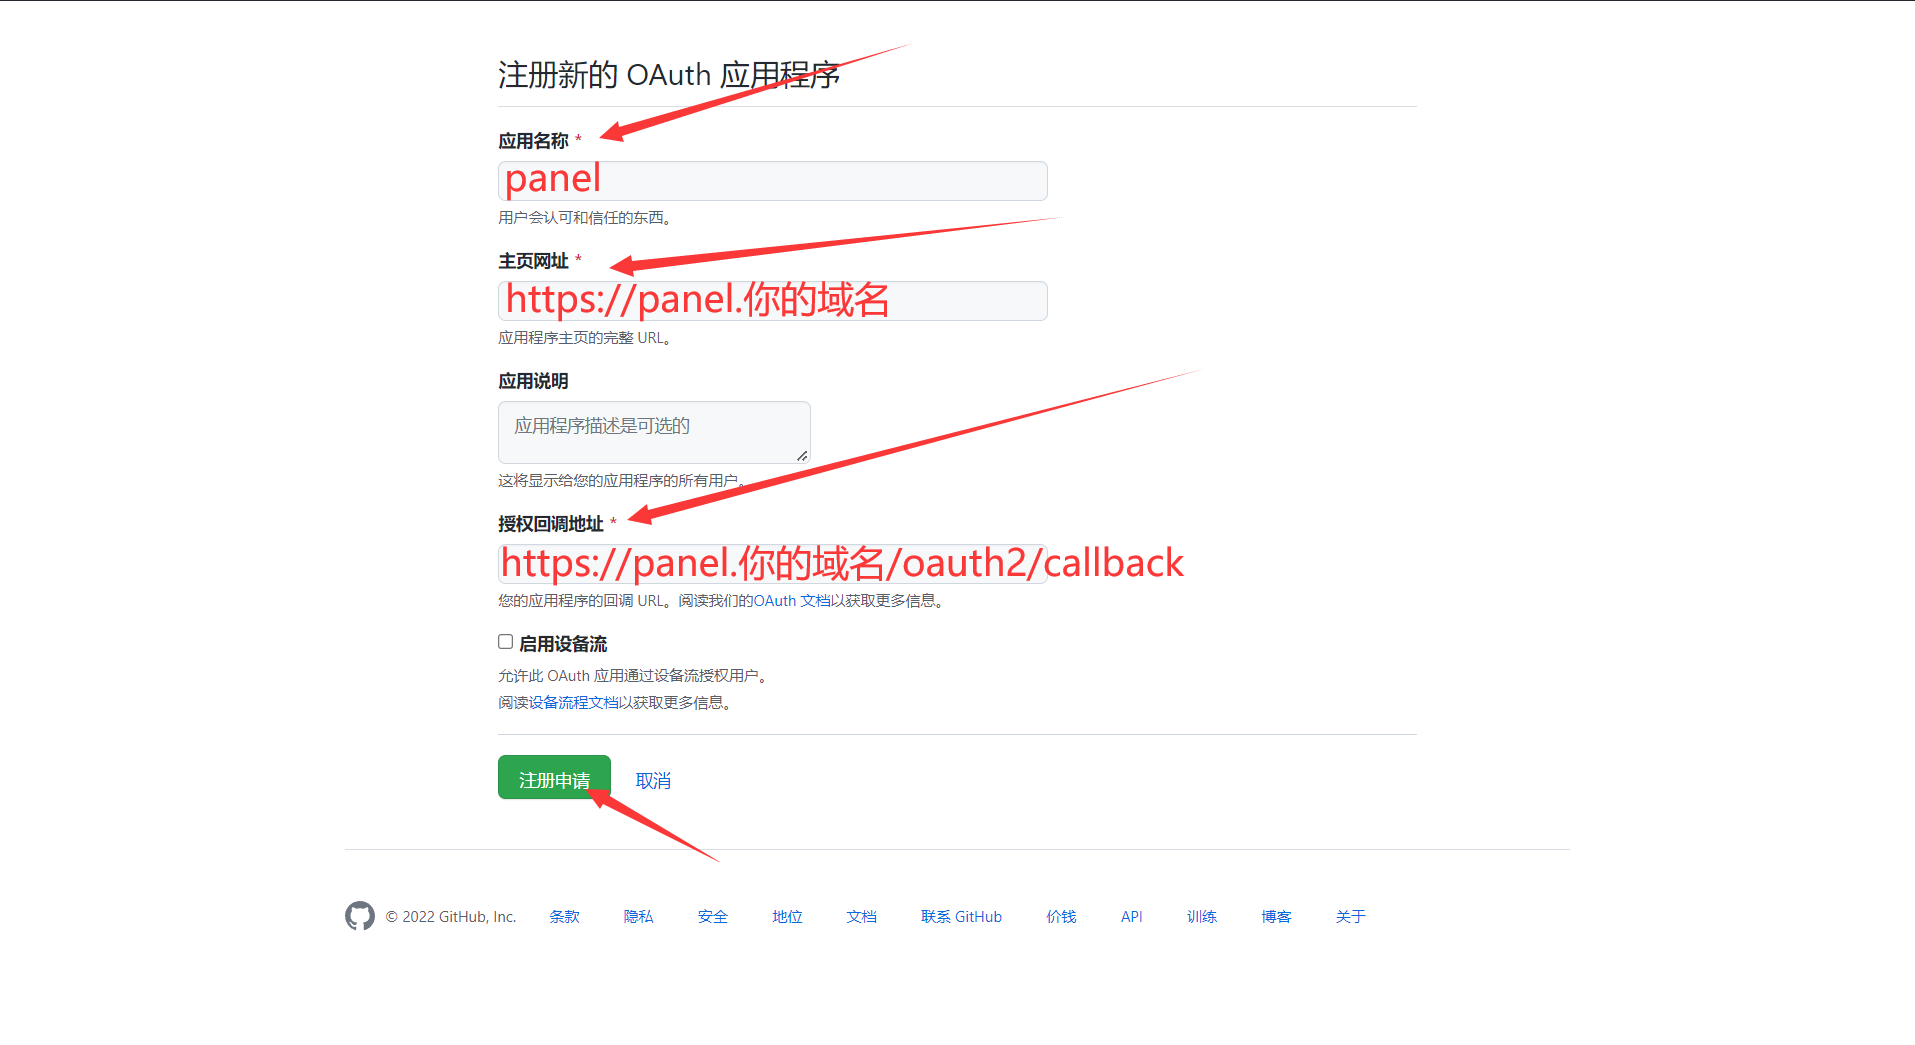 注册新的 OAuth 应用程序
应用名称 *
panel
用户会认可和信任的东西。
主页网址 *
https://panel.你的域名
应用程序主页的完整 URL。
应用说明
应用程序描述是可选的
这将显示给您的应用程序的所有用户。
授权回调地址 *
https://panel.你的域名/oauth2/callback
您的应用程序的回调 URL。阅读我们的OAuth 文档以获取更多信息。
启用设备流
允许此 OAuth 应用通过设备流授权用户。
阅读设备流程文档以获取更多信息。
注册申请 取消
© 2022 GitHub, Inc. 条款 隐私 安全 地位 文档 联系 GitHub 价钱 API 训练 博客 关于